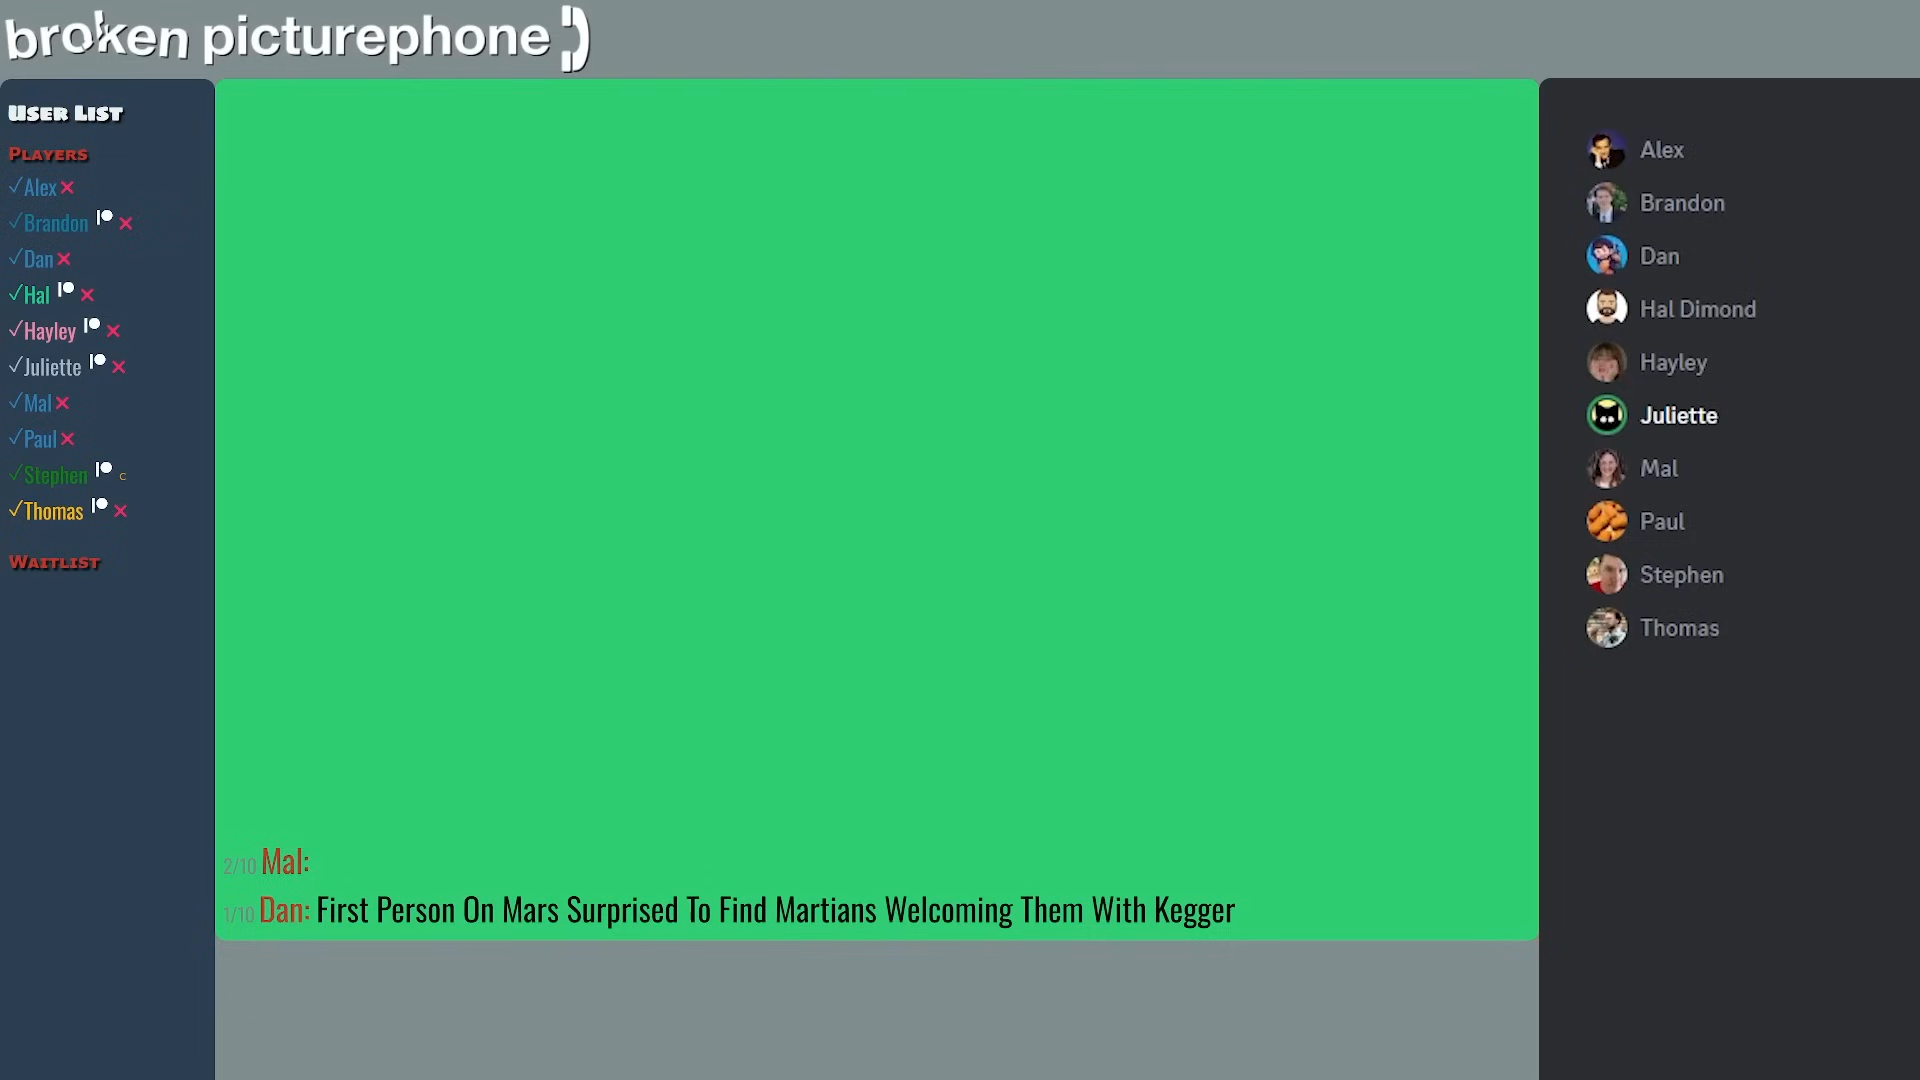 broken picturephone
User List
Players
✓Alex ✕
✓Brandon ✕
✓Dan ✕
✓Hal ✕
✓Hayley ✕
✓Juliette ✕
✓Mal ✕
✓Paul ✕
✓Stephen c
✓Thomas ✕
Waitlist
2/10 Mal:
1/10 Dan: First Person On Mars Surprised To Find Martians Welcoming Them With Kegger
Alex
Brandon
Dan
Hal Dimond
Hayley
Juliette
Mal
Paul
Stephen
Thomas